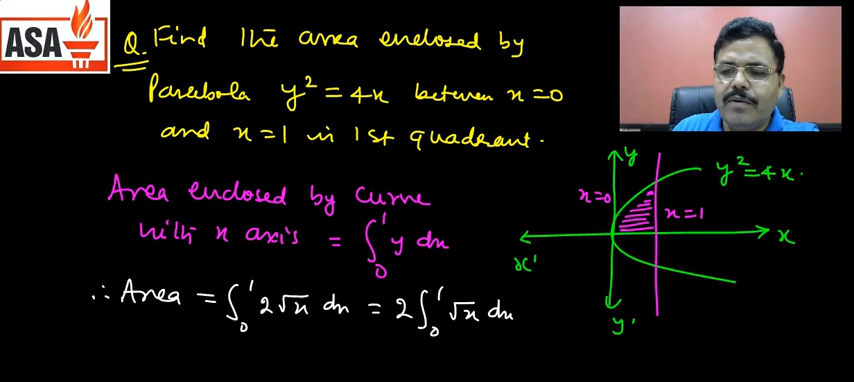 ASA
Q. Find the area enclosed by
Parabola y² = 4x between x = 0
and x = 1 in 1st quadrant.
Area enclosed by curve
with x axis = ∫₀¹ y dx
∴ Area = ∫₀¹ 2√x dx = 2 ∫₀¹ √x dx
y
y² = 4x.
x=0
x=1
x
x'
y'